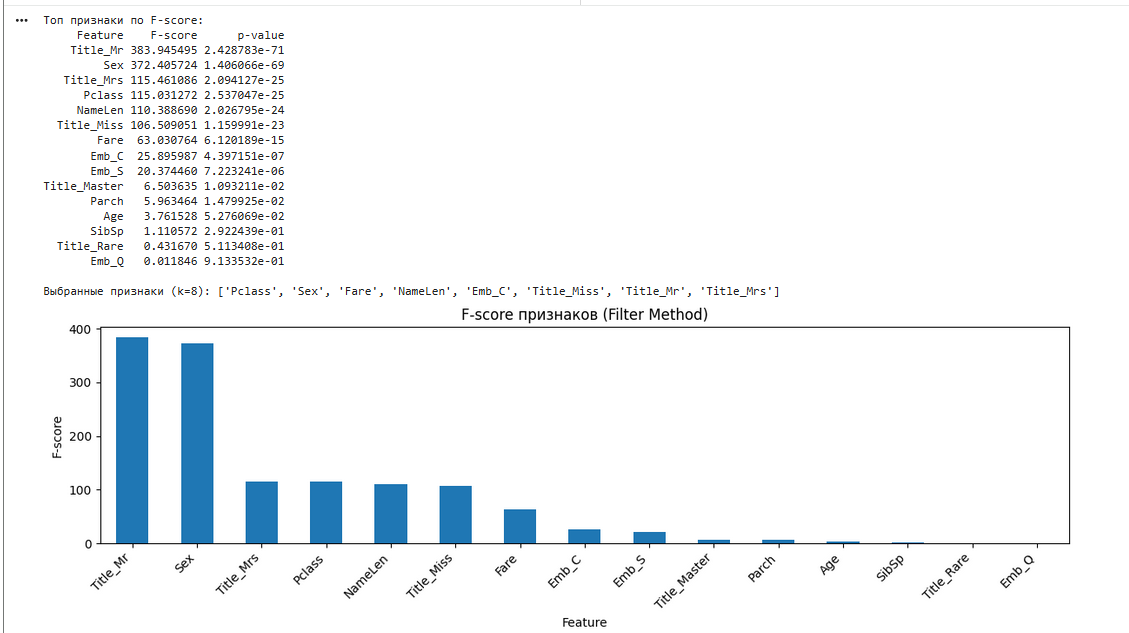 ••• Топ признаки по F-score:
Feature F-score p-value
Title_Mr 383.945495 2.428783e-71
Sex 372.405724 1.406066e-69
Title_Mrs 115.461086 2.094127e-25
Pclass 115.031272 2.537047e-25
NameLen 110.388690 2.026795e-24
Title_Miss 106.509051 1.159991e-23
Fare 63.030764 6.120189e-15
Emb_C 25.895987 4.397151e-07
Emb_S 20.374460 7.223241e-06
Title_Master 6.503635 1.093211e-02
Parch 5.963464 1.479925e-02
Age 3.761528 5.276069e-02
SibSp 1.110572 2.922439e-01
Title_Rare 0.431670 5.113408e-01
Emb_Q 0.011846 9.133532e-01
Выбранные признаки (k=8): ['Pclass', 'Sex', 'Fare', 'NameLen', 'Emb_C', 'Title_Miss', 'Title_Mr', 'Title_Mrs']
F-score признаков (Filter Method)
400
300
200
100
0
F-score
Title_Mr
Sex
Title_Mrs
Pclass
NameLen
Title_Miss
Fare
Emb_C
Emb_S
Title_Master
Parch
Age
SibSp
Title_Rare
Emb_Q
Feature